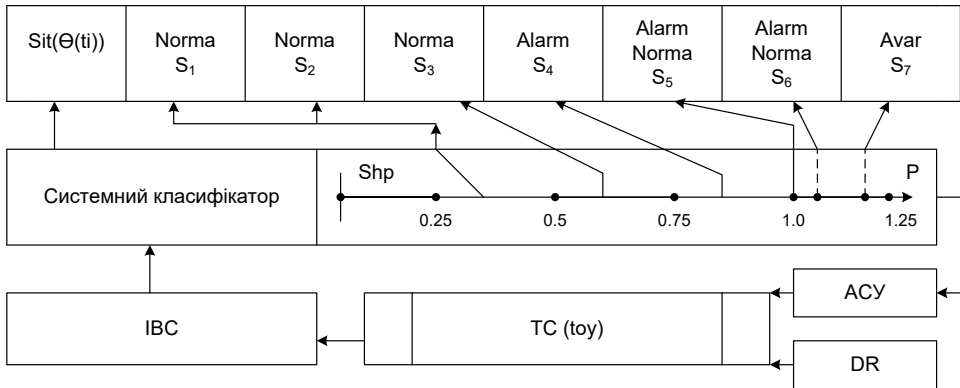 Sit(Θ(ti))
Norma
S₁
Norma
S₂
Norma
S₃
Alarm
S₄
Alarm
Norma
S₅
Alarm
Norma
S₆
Avar
S₇
Системний класифікатор
Shp
P
0.25
0.5
0.75
1.0
1.25
ІВС
ТС (toy)
АСУ
DR